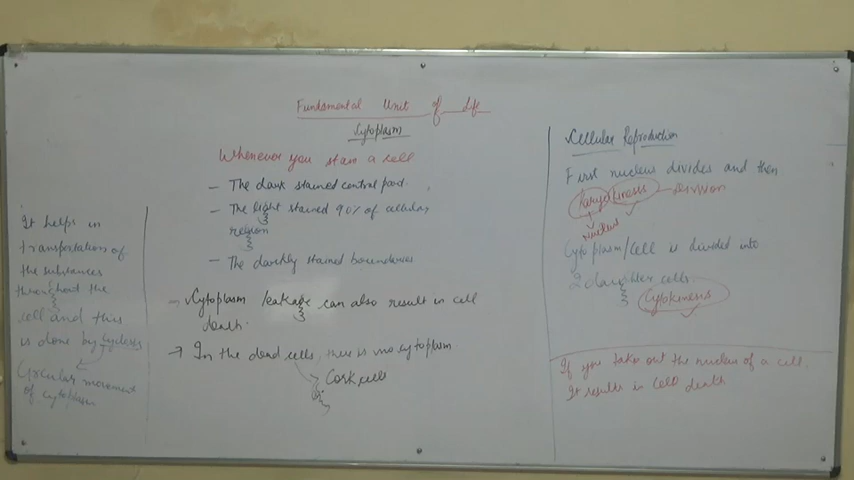 Fundamental Unit of Life
Cytoplasm
Whenever you stain a cell
- The dark stained central part.
- The light stained 90% of cellular
region
- The darkly stained boundaries
→ Cytoplasm leakage can also result in cell
death.
→ In the dead cells, there is no cytoplasm
→ Cork cells
It helps in
transportation of
the substances
throughout the
cell and this
is done by cyclosis
Circular movement
of cytoplasm
Cellular Reproduction
First nucleus divides and then
Karyokinesis → Division
nucleus
Cytoplasm/cell is divided into
2 daughter cells.
Cytokinesis
If you take out the nucleus of a cell.
It results in cell death